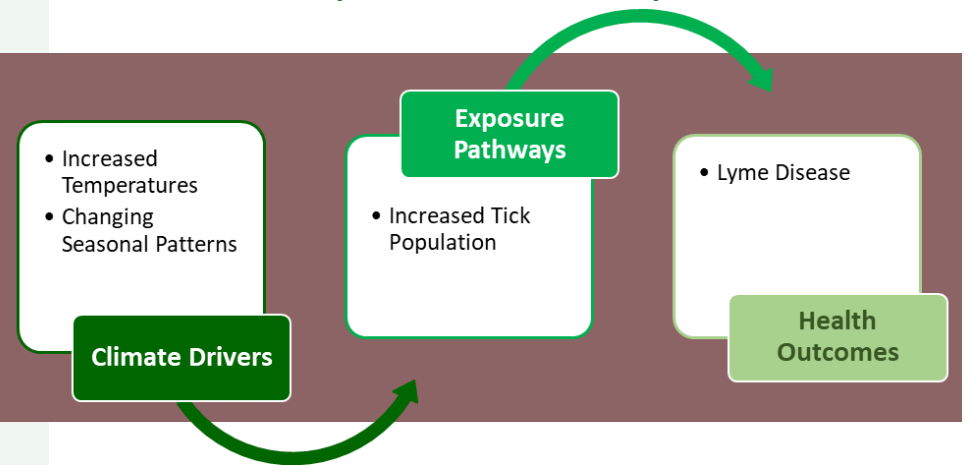 • Increased
Temperatures
• Changing
Seasonal Patterns
Climate Drivers
Exposure
Pathways
• Increased Tick
Population
• Lyme Disease
Health
Outcomes